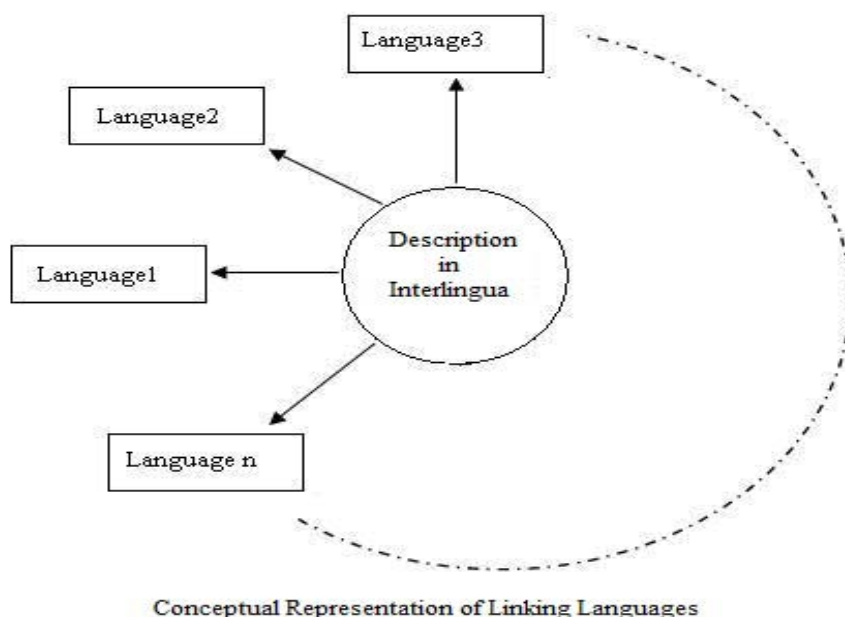 Language3
Language2
Description
in
Interlingua
Language1
Language n
Conceptual Representation of Linking Languages